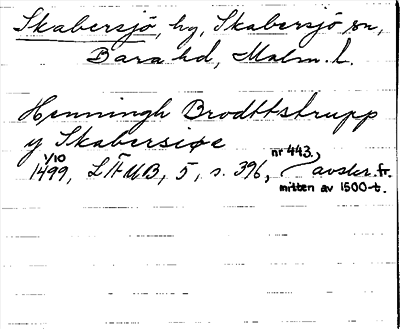 Skabersjö, hg, Skabersjö sn,
Bara hd, Malm. l.
Henningh Brodttstrupp
y Skabersiøe
1/10 1499, LÄUB, 5, s. 396, nr 443, avskr. fr.
mitten av 1500-t.